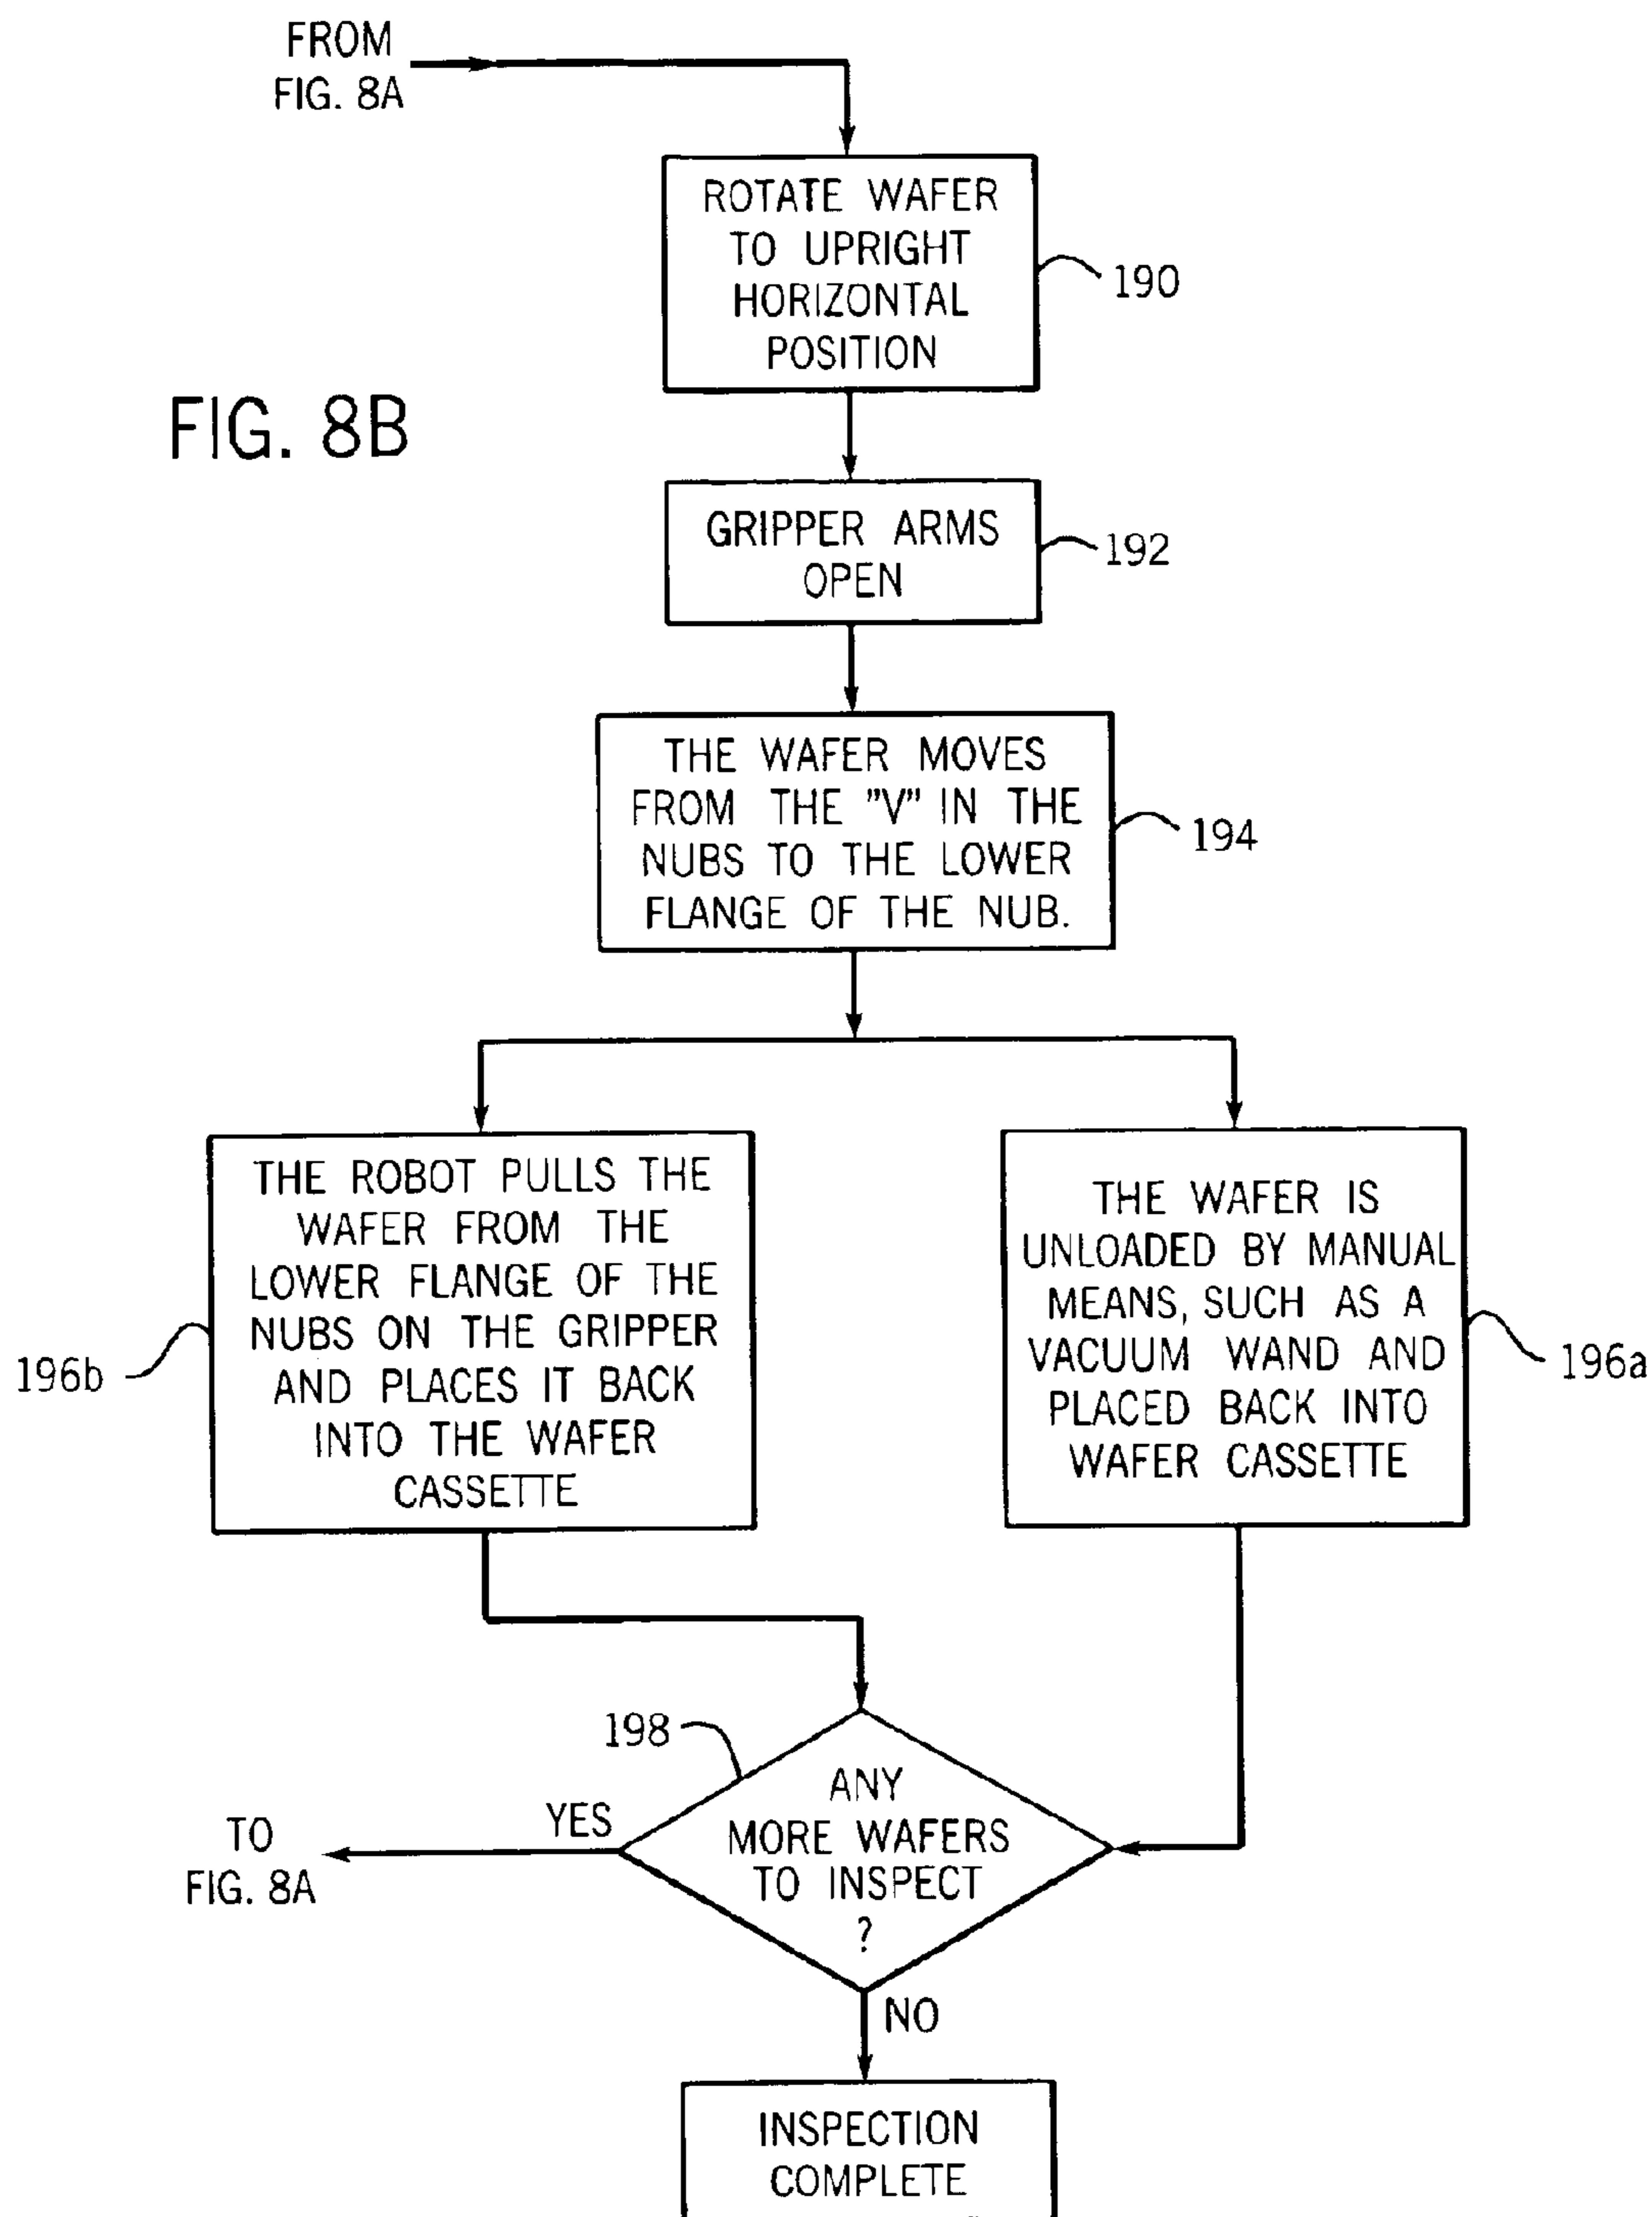 FROM
FIG. 8A
ROTATE WAFER
TO UPRIGHT
HORIZONTAL
POSITION
190
FIG. 8B
GRIPPER ARMS
OPEN
192
THE WAFER MOVES
FROM THE "V" IN THE
NUBS TO THE LOWER
FLANGE OF THE NUB.
194
THE ROBOT PULLS THE
WAFER FROM THE
LOWER FLANGE OF THE
NUBS ON THE GRIPPER
AND PLACES IT BACK
INTO THE WAFER
CASSETTE
196b
THE WAFER IS
UNLOADED BY MANUAL
MEANS, SUCH AS A
VACUUM WAND AND
PLACED BACK INTO
WAFER CASSETTE
196a
198
ANY
MORE WAFERS
TO INSPECT
?
YES
TO
FIG. 8A
NO
INSPECTION
COMPLETE